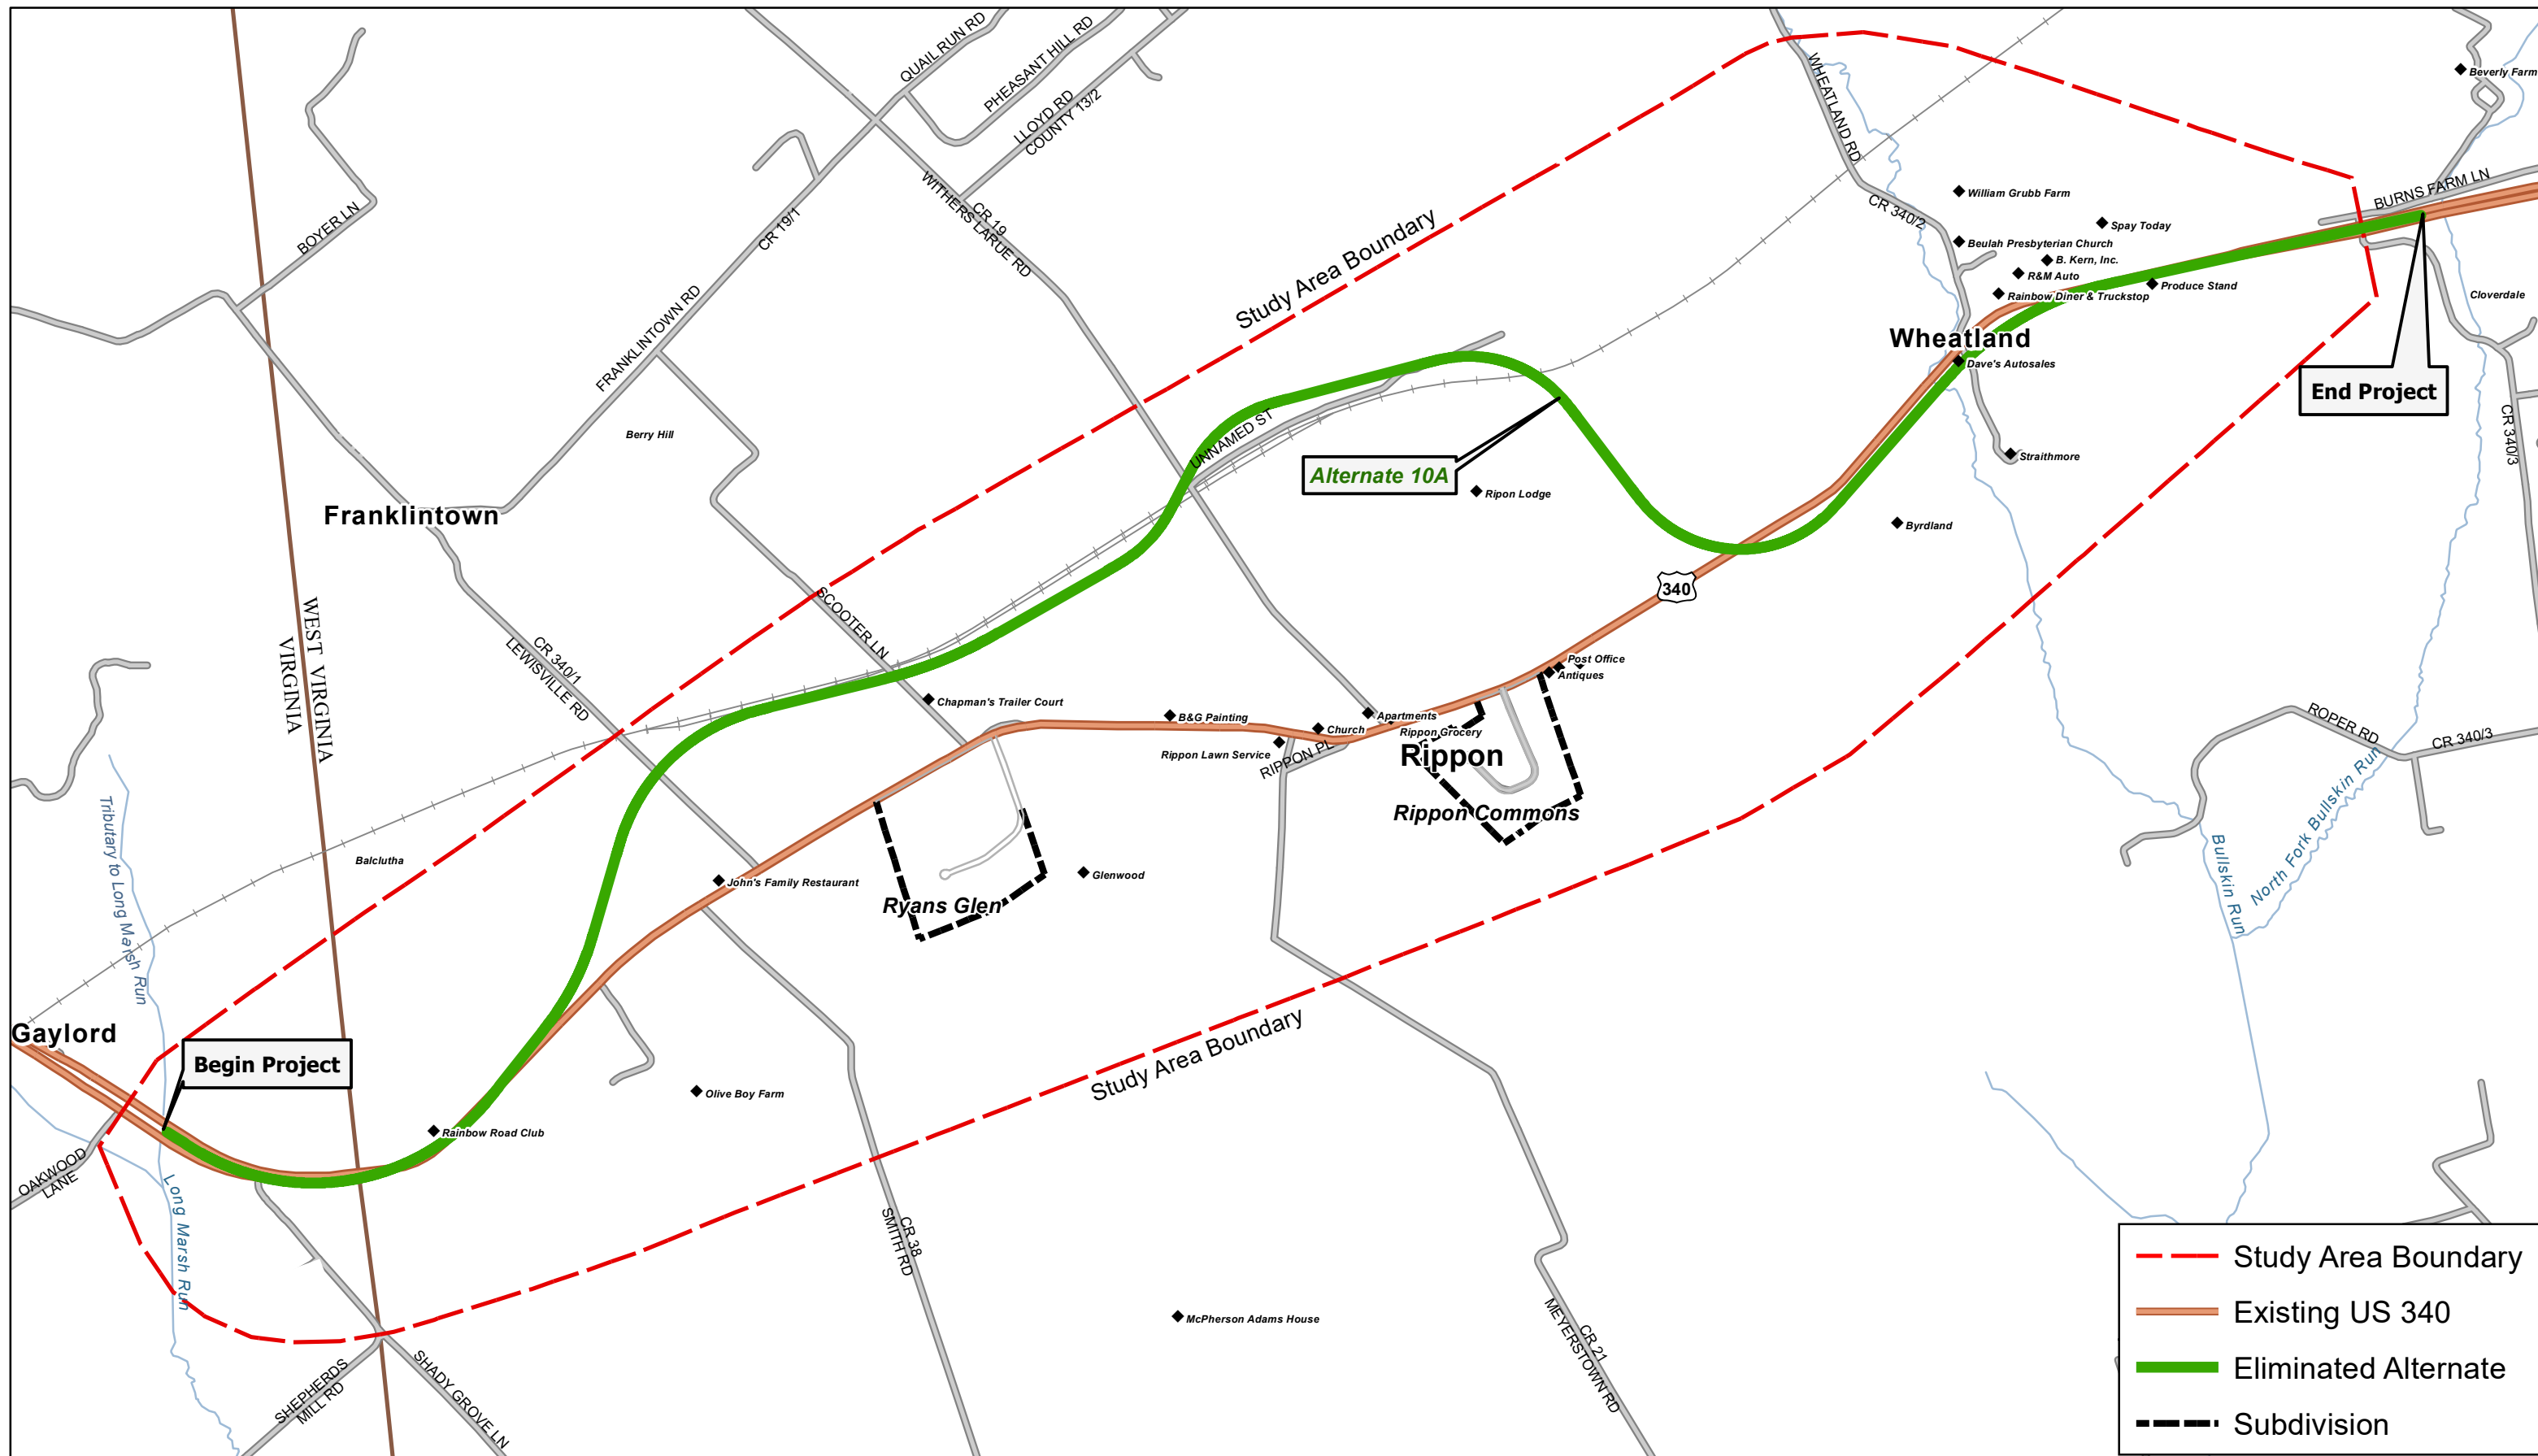 QUAIL RUN RD
PHEASANT HILL RD
LLOYD RD
COUNTY 13/2
WHEATLAND RD
Beverly Farm
BURNS FARM LN
BOYER LN
CR 19/1
WITHERS LARUE RD
CR 19
CR 340/2
William Grubb Farm
Spay Today
Beulah Presbyterian Church
B. Kern, Inc.
R&M Auto
Produce Stand
Rainbow Diner & Truckstop
Cloverdale
Study Area Boundary
FRANKLINTOWN RD
Wheatland
Dave's Autosales
End Project
Berry Hill
UNNAMED ST
Alternate 10A
Ripon Lodge
Straithmore
CR 340/3
Franklintown
Byrdland
340
SCOOTER LN
WEST VIRGINIA
VIRGINIA
CR 340/1
LEWISVILLE RD
Post Office
Antiques
Chapman's Trailer Court
B&G Painting
Apartments
Church
Rippon Grocery
Rippon Lawn Service
RIPPON PL
Rippon
Rippon Commons
ROPER RD
CR 340/3
Tributary to Long Marsh Run
Balclutha
John's Family Restaurant
Glenwood
Ryans Glen
Bullskin Run
North Fork Bullskin Run
Gaylord
Begin Project
Study Area Boundary
Olive Boy Farm
Rainbow Road Club
OAKWOOD
LANE
Long Marsh Run
CR 38
SMITH RD
McPherson Adams House
CR 21
MEYERSTOWN RD
SHEPHERDS
MILL RD
SHADY GROVE LN
Study Area Boundary
Existing US 340
Eliminated Alternate
Subdivision